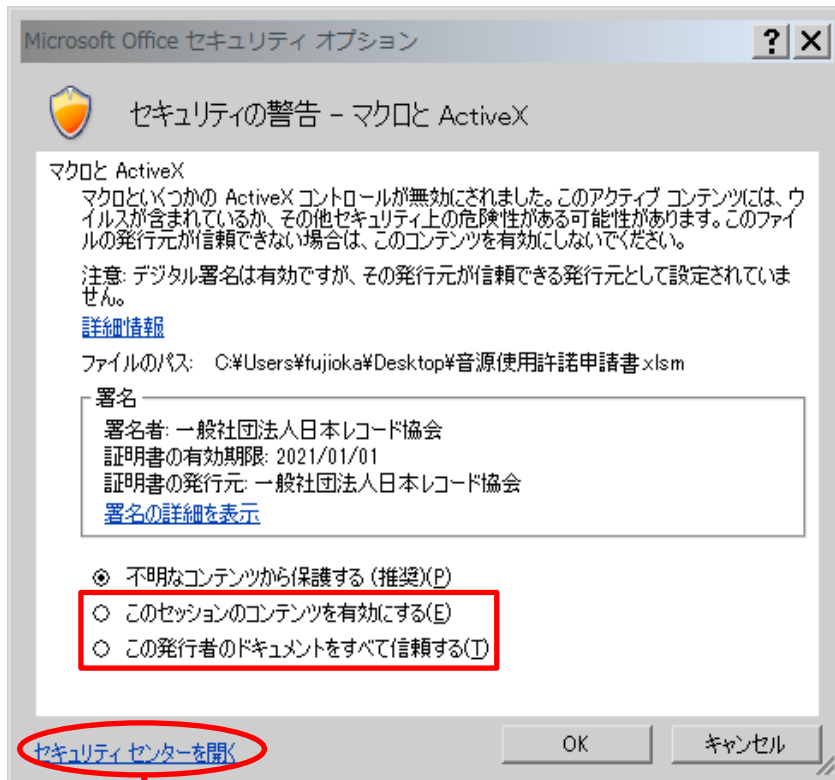 Microsoft Office セキュリティ オプション
セキュリティの警告 - マクロと ActiveX
マクロと ActiveX
マクロといくつかの ActiveX コントロールが無効にされました。このアクティブ コンテンツには、ウ
イルスが含まれているか、その他セキュリティ上の危険性がある可能性があります。このファイ
ルの発行元が信頼できない場合は、このコンテンツを有効にしないでください。
注意: デジタル署名は有効ですが、その発行元が信頼できる発行元として設定されていま
せん。
詳細情報
ファイルのパス: C:¥Users¥fujioka¥Desktop¥音源使用許諾申請書.xlsm
署名
署名者: 一般社団法人日本レコード協会
証明書の有効期限: 2021/01/01
証明書の発行元: 一般社団法人日本レコード協会
署名の詳細を表示
不明なコンテンツから保護する (推奨)(P)
このセッションのコンテンツを有効にする(E)
この発行者のドキュメントをすべて信頼する(T)
セキュリティ センターを開く
OK
キャンセル